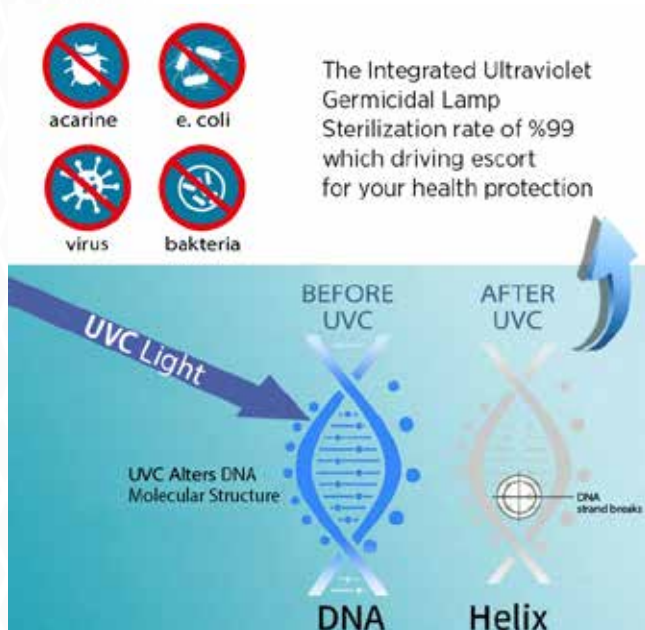 acarine
e. coli
virus
bakteria
The Integrated Ultraviolet
Germicidal Lamp
Sterilization rate of %99
which driving escort
for your health protection
BEFORE
UVC
AFTER
UVC
UVC Light
UVC Alters DNA
Molecular Structure
DNA
strand breaks
DNA
Helix